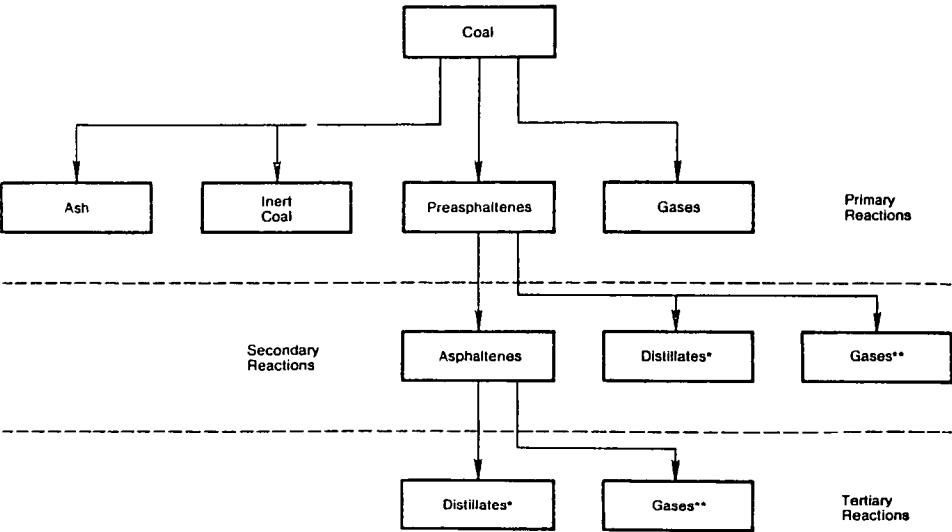 Coal
Ash
Inert
Coal
Preasphaltenes
Gases
Primary
Reactions
Secondary
Reactions
Asphaltenes
Distillates*
Gases**
Distillates*
Gases**
Tertiary
Reactions